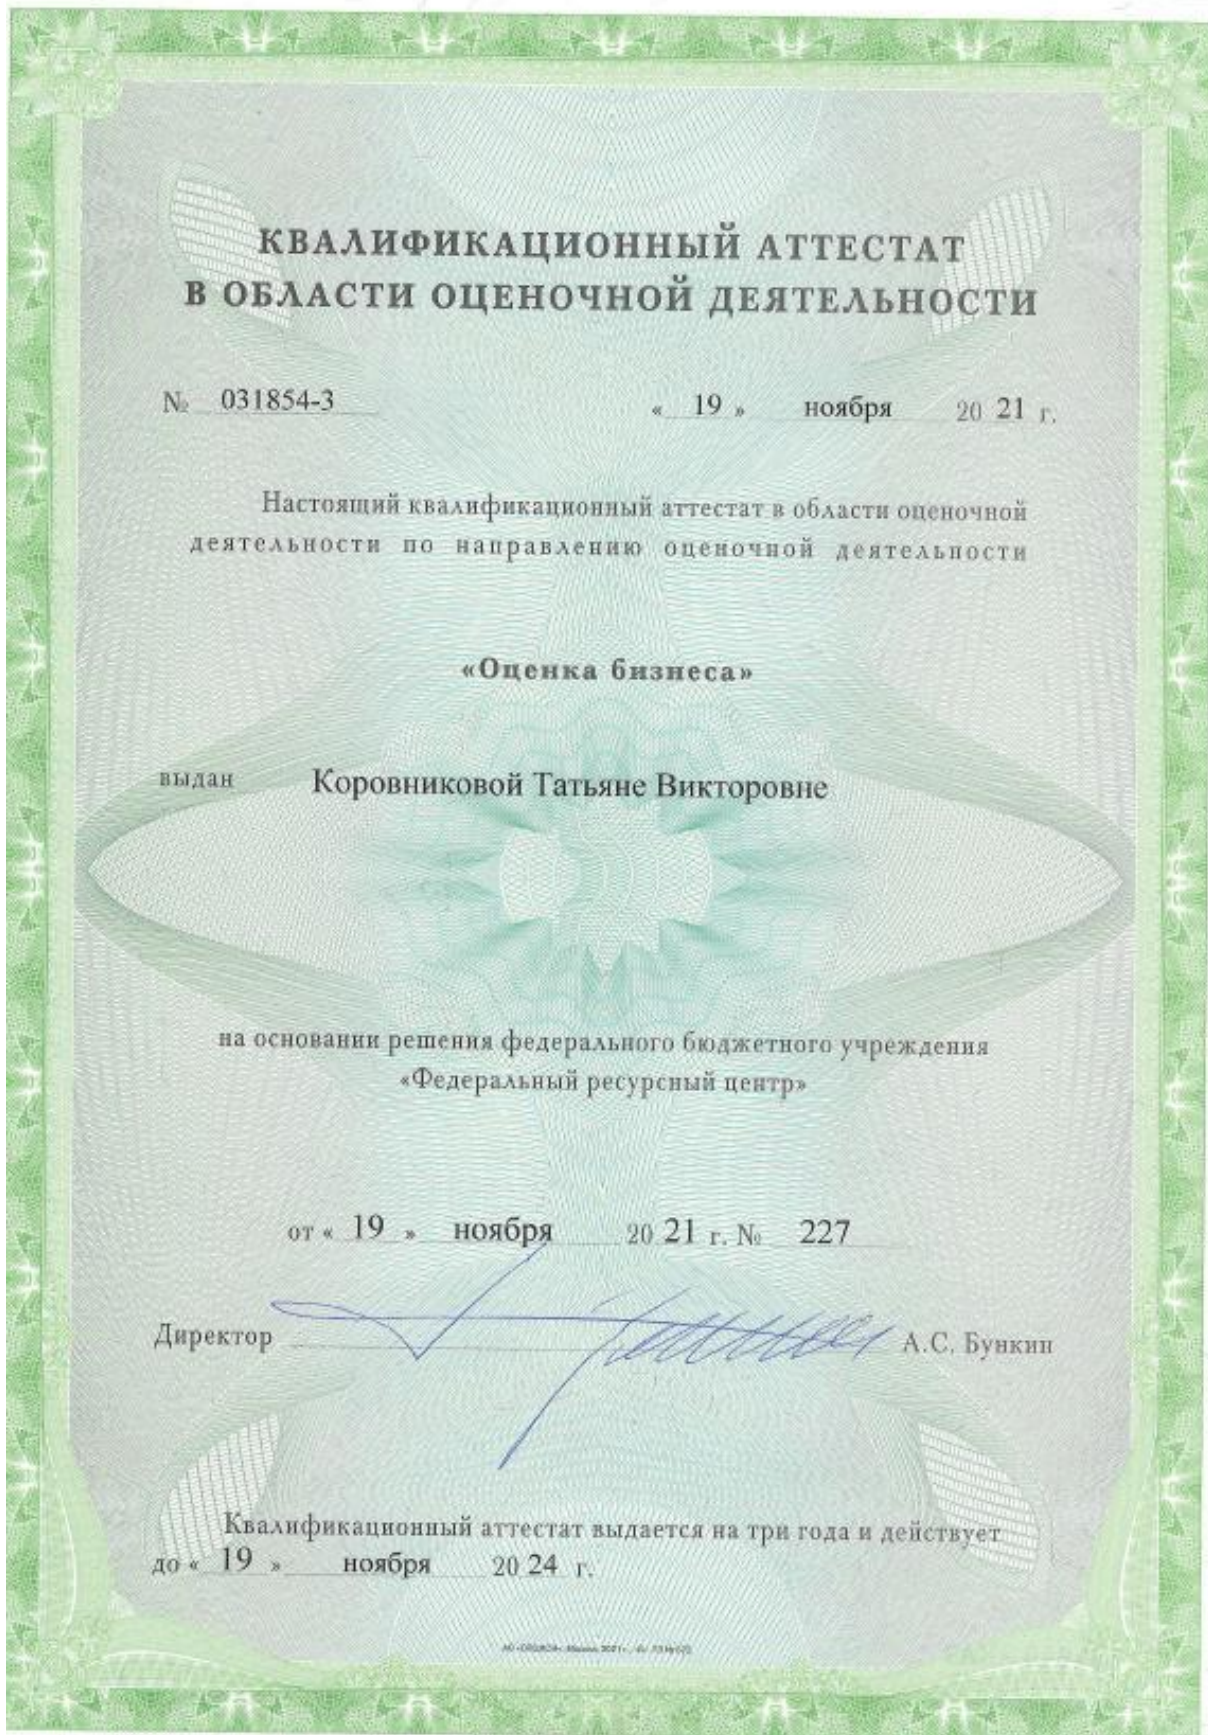 КВАЛИФИКАЦИОННЫЙ АТТЕСТАТ
В ОБЛАСТИ ОЦЕНОЧНОЙ ДЕЯТЕЛЬНОСТИ
№ 031854-3 « 19 » ноября 20 21 г.
Настоящий квалификационный аттестат в области оценочной
деятельности по направлению оценочной деятельности
«Оценка бизнеса»
выдан Коровниковой Татьяне Викторовне
на основании решения федерального бюджетного учреждения
«Федеральный ресурсный центр»
от « 19 » ноября 20 21 г. № 227
Директор А.С. Бункин
Квалификационный аттестат выдается на три года и действует
до « 19 » ноября 20 24 г.